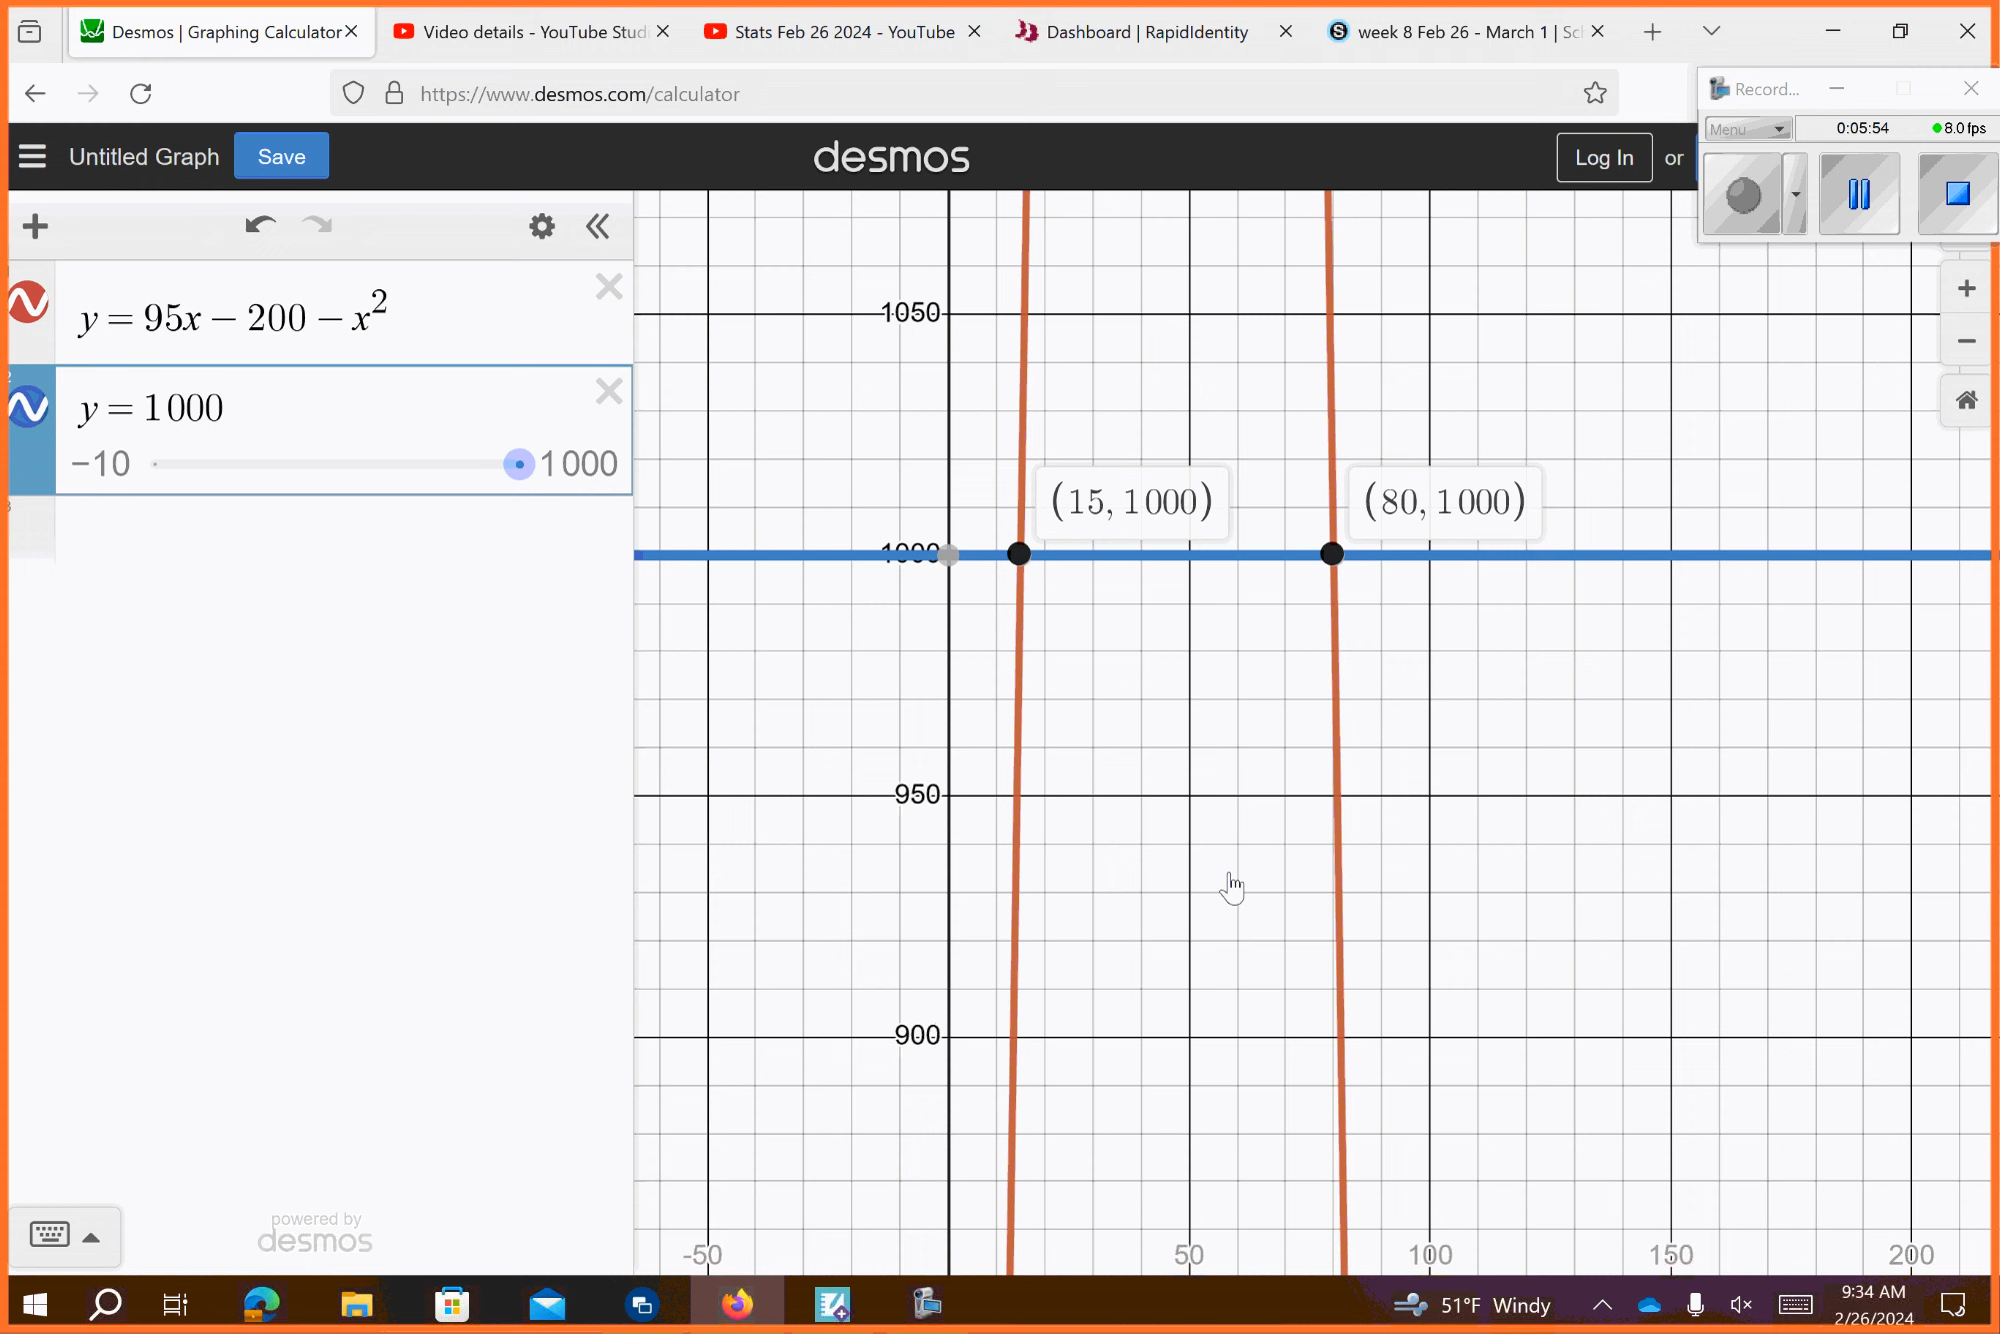 Desmos | Graphing Calculator
Video details - YouTube Stud
Stats Feb 26 2024 - YouTube
Dashboard | RapidIdentity
week 8 Feb 26 - March 1 | Sc
https://www.desmos.com/calculator
Record...
Menu
0:05:54
8.0 fps
Untitled Graph
Save
desmos
Log In
or
y = 95x − 200 − x²
y = 1000
−10
1000
1050
(15, 1000)
(80, 1000)
1000
950
900
-50
50
100
150
200
powered by
desmos
51°F Windy
9:34 AM
2/26/2024